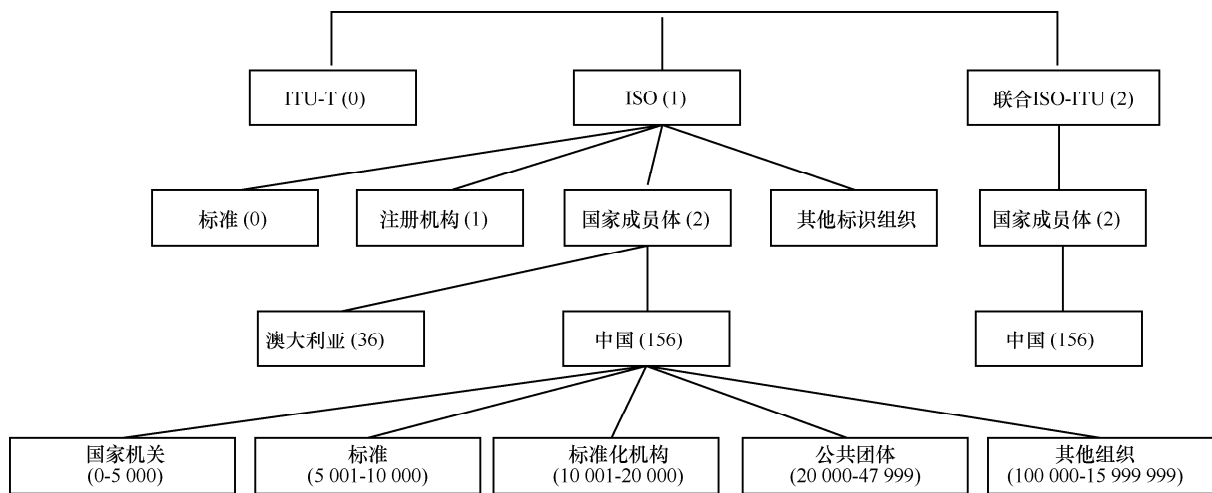 ITU-T (0)
ISO (1)
联合ISO-ITU (2)
标准 (0)
注册机构 (1)
国家成员体 (2)
其他标识组织
国家成员体 (2)
澳大利亚 (36)
中国 (156)
中国 (156)
国家机关
(0-5 000)
标准
(5 001-10 000)
标准化机构
(10 001-20 000)
公共团体
(20 000-47 999)
其他组织
(100 000-15 999 999)